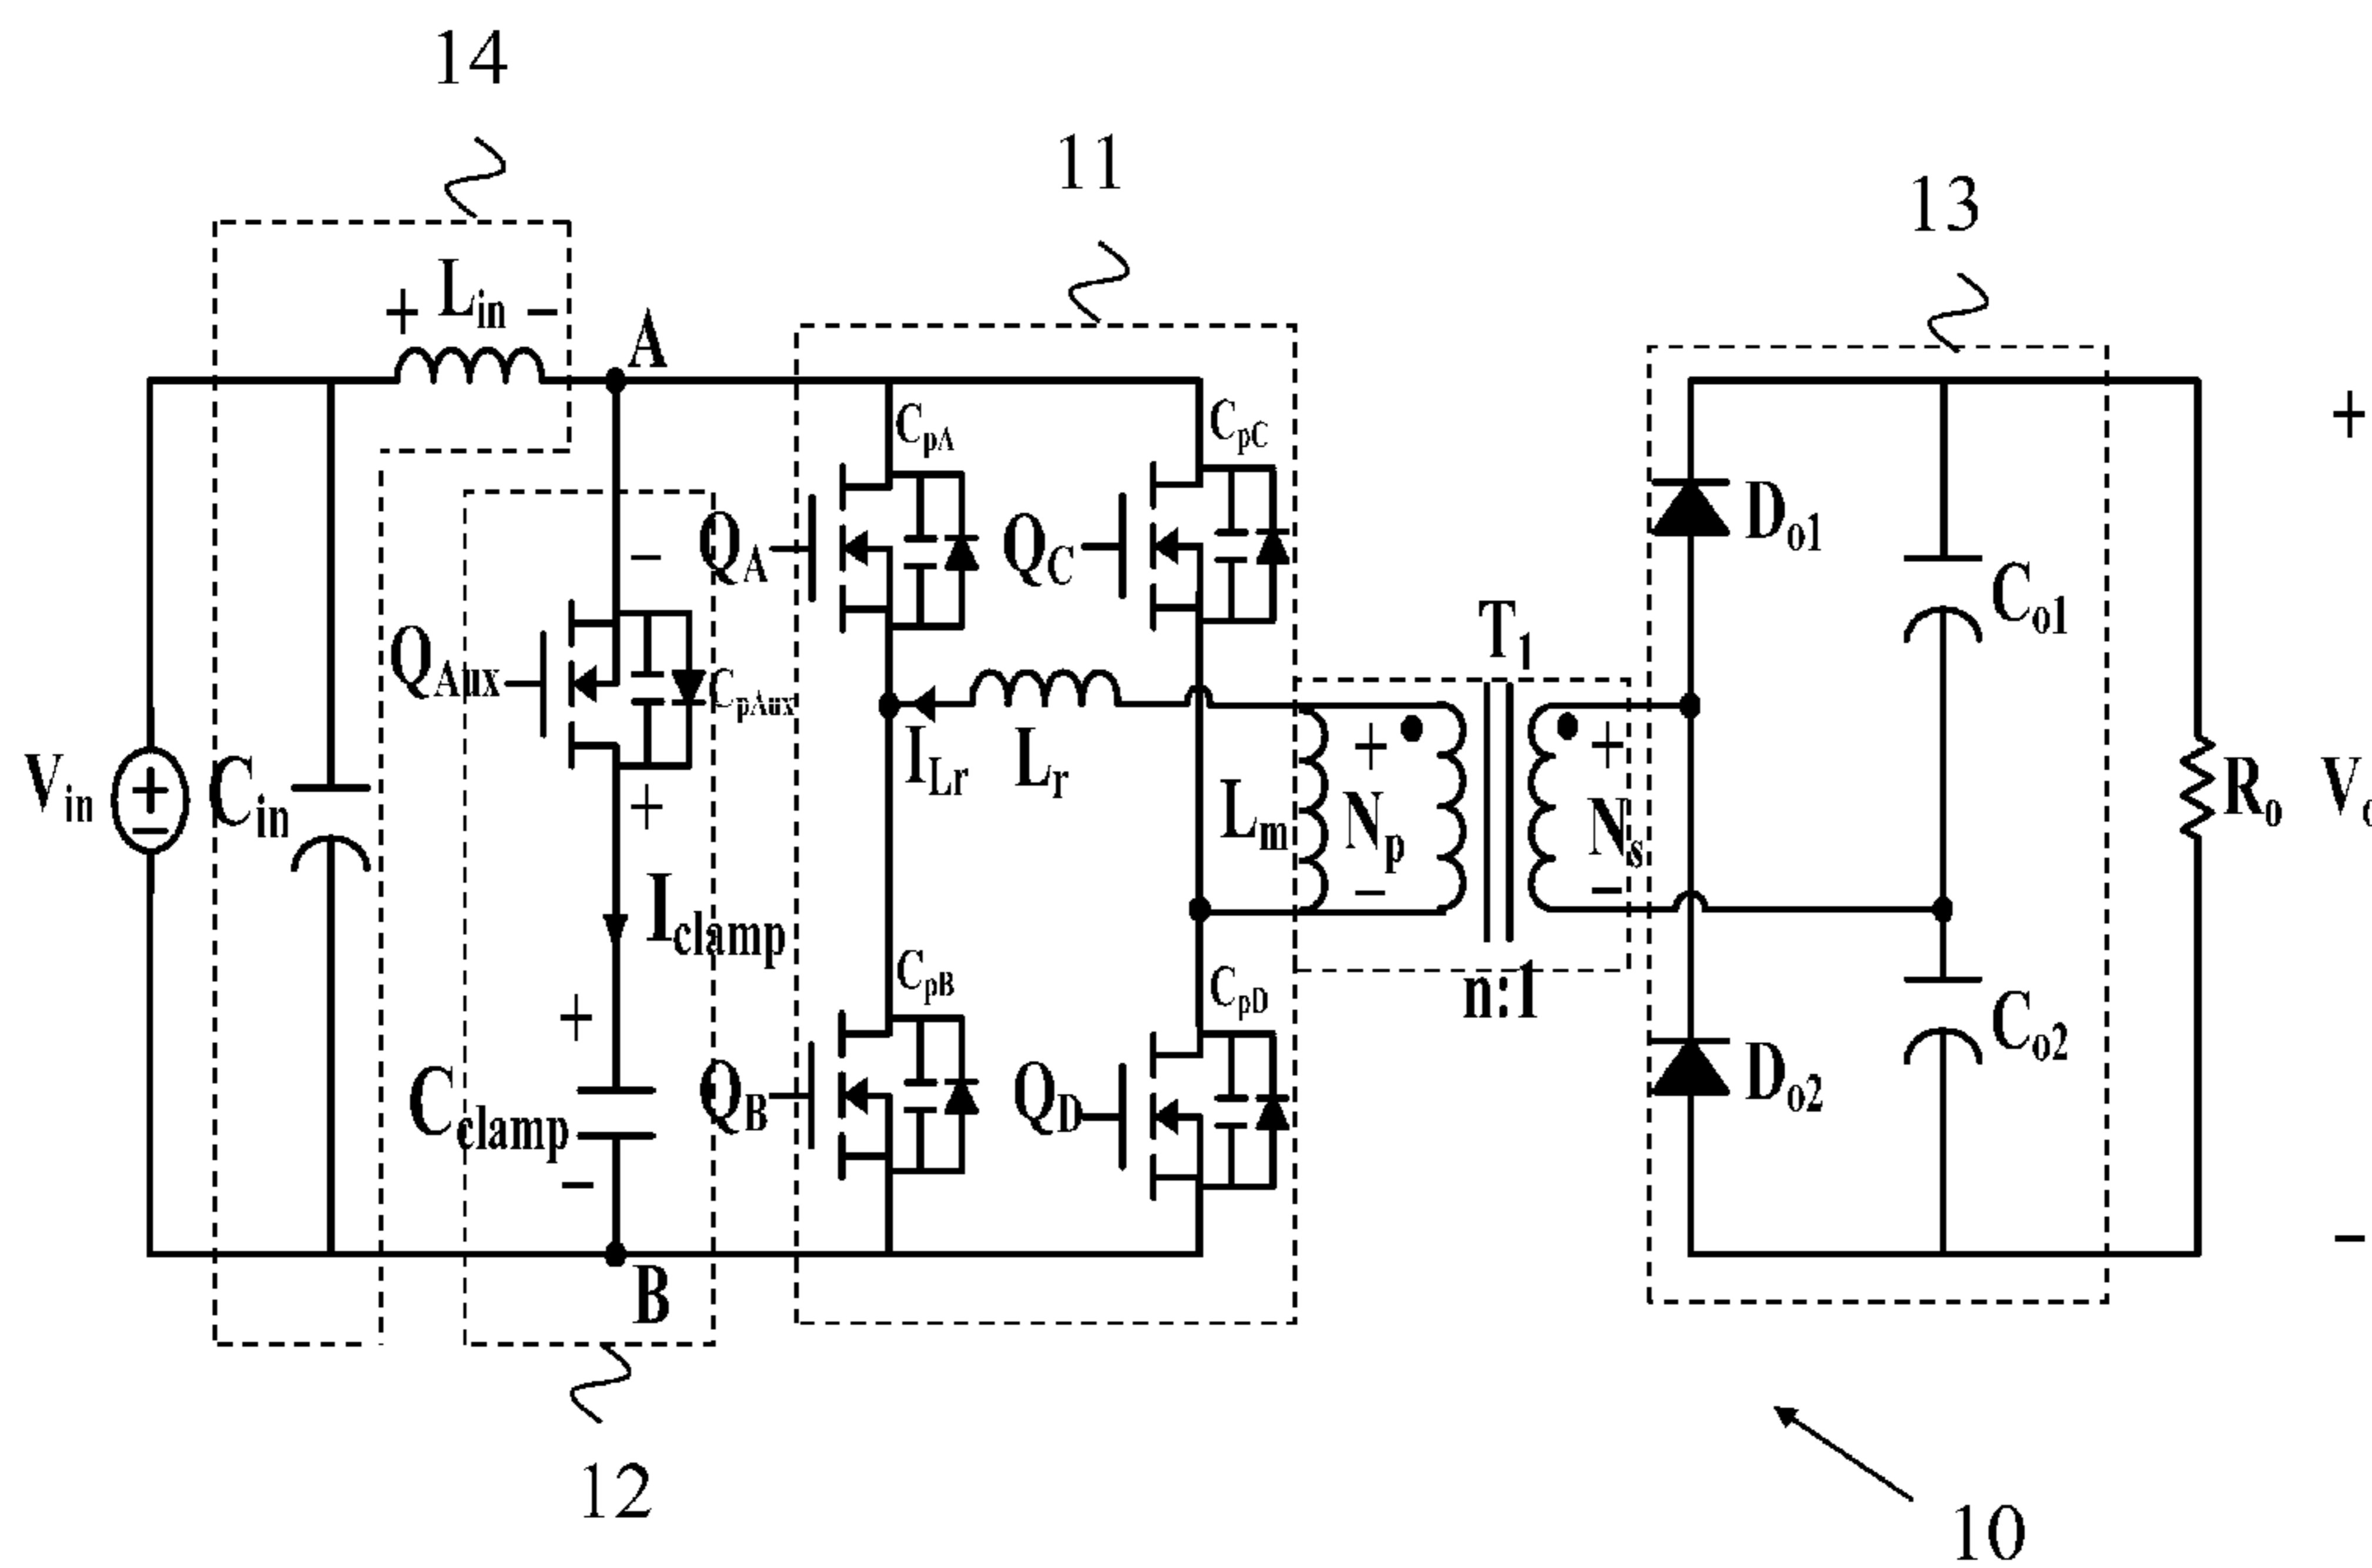 14
11
13
+ Lin −
A
CpA
CpC
+
QA
QC
Do1
−
Co1
T1
QAux
CpAux
ILr
Lr
+
+
Vin
+
−
Cin
Lm
Np
Ns
Ro
+
Iclamp
−
−
CpB
CpD
n:1
+
Co2
Cclamp
QB
QD
Do2
−
−
B
12
10